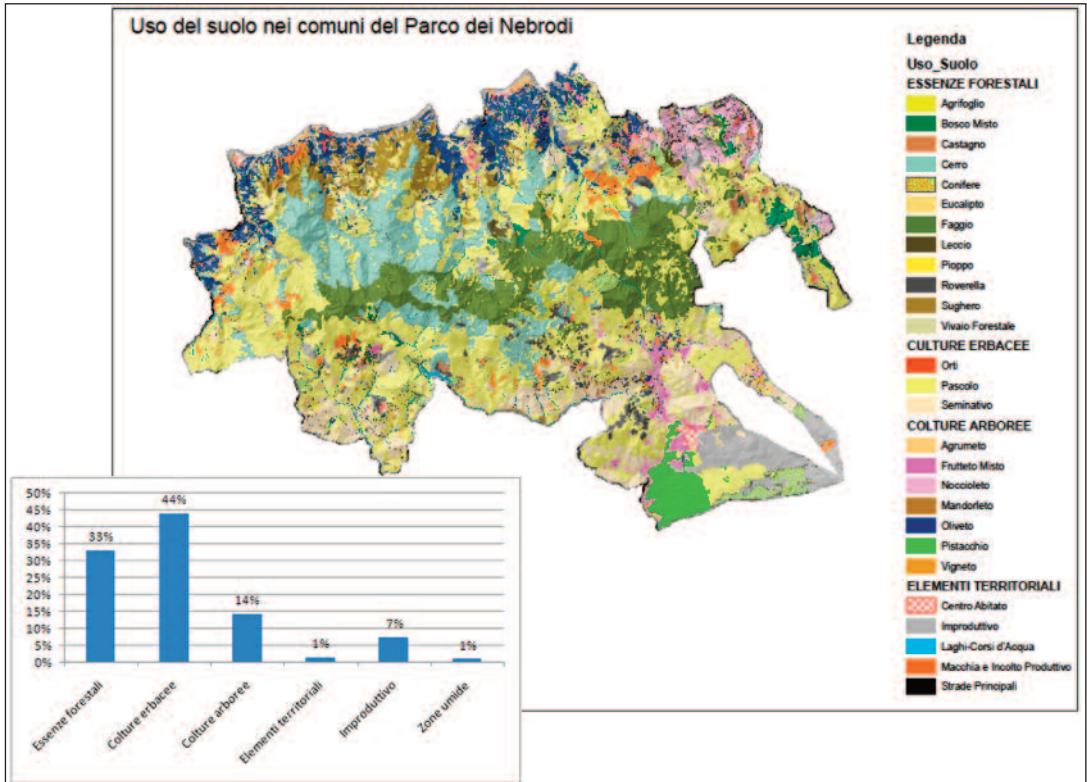 Uso del suolo nei comuni del Parco dei Nebrodi
Legenda
Uso_Suolo
ESSENZE FORESTALI
Agrifoglio
Bosco Misto
Castagno
Cerro
Conifere
Eucalipto
Faggio
Leccio
Pioppo
Roverella
Sughero
Vivaio Forestale
CULTURE ERBACEE
Orti
Pascolo
Seminativo
COLTURE ARBOREE
Agrumeto
Frutteto Misto
Noccioleto
Mandorleto
Oliveto
Pistacchio
Vigneto
ELEMENTI TERRITORIALI
Centro Abitato
Improduttivo
Laghi-Corsi d'Acqua
Macchia e Incolto Produttivo
Strade Principali
50%
45%
40%
35%
30%
25%
20%
15%
10%
5%
0%
33%
44%
14%
1%
7%
1%
Essenze forestali
Colture erbacee
Colture arboree
Elementi territoriali
Improduttivo
Zone umide